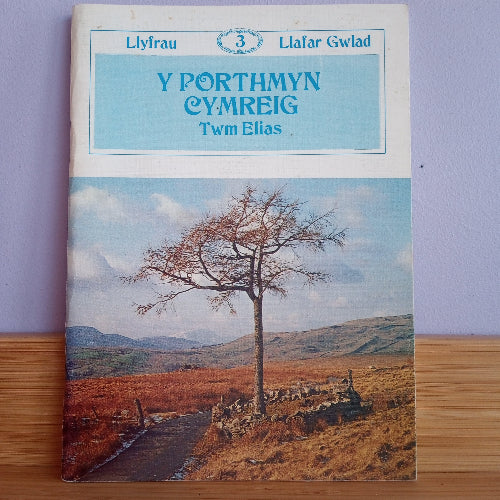 Llyfrau 3 Llafar Gwlad
Y PORTHMYN
CYMREIG
Twm Elias